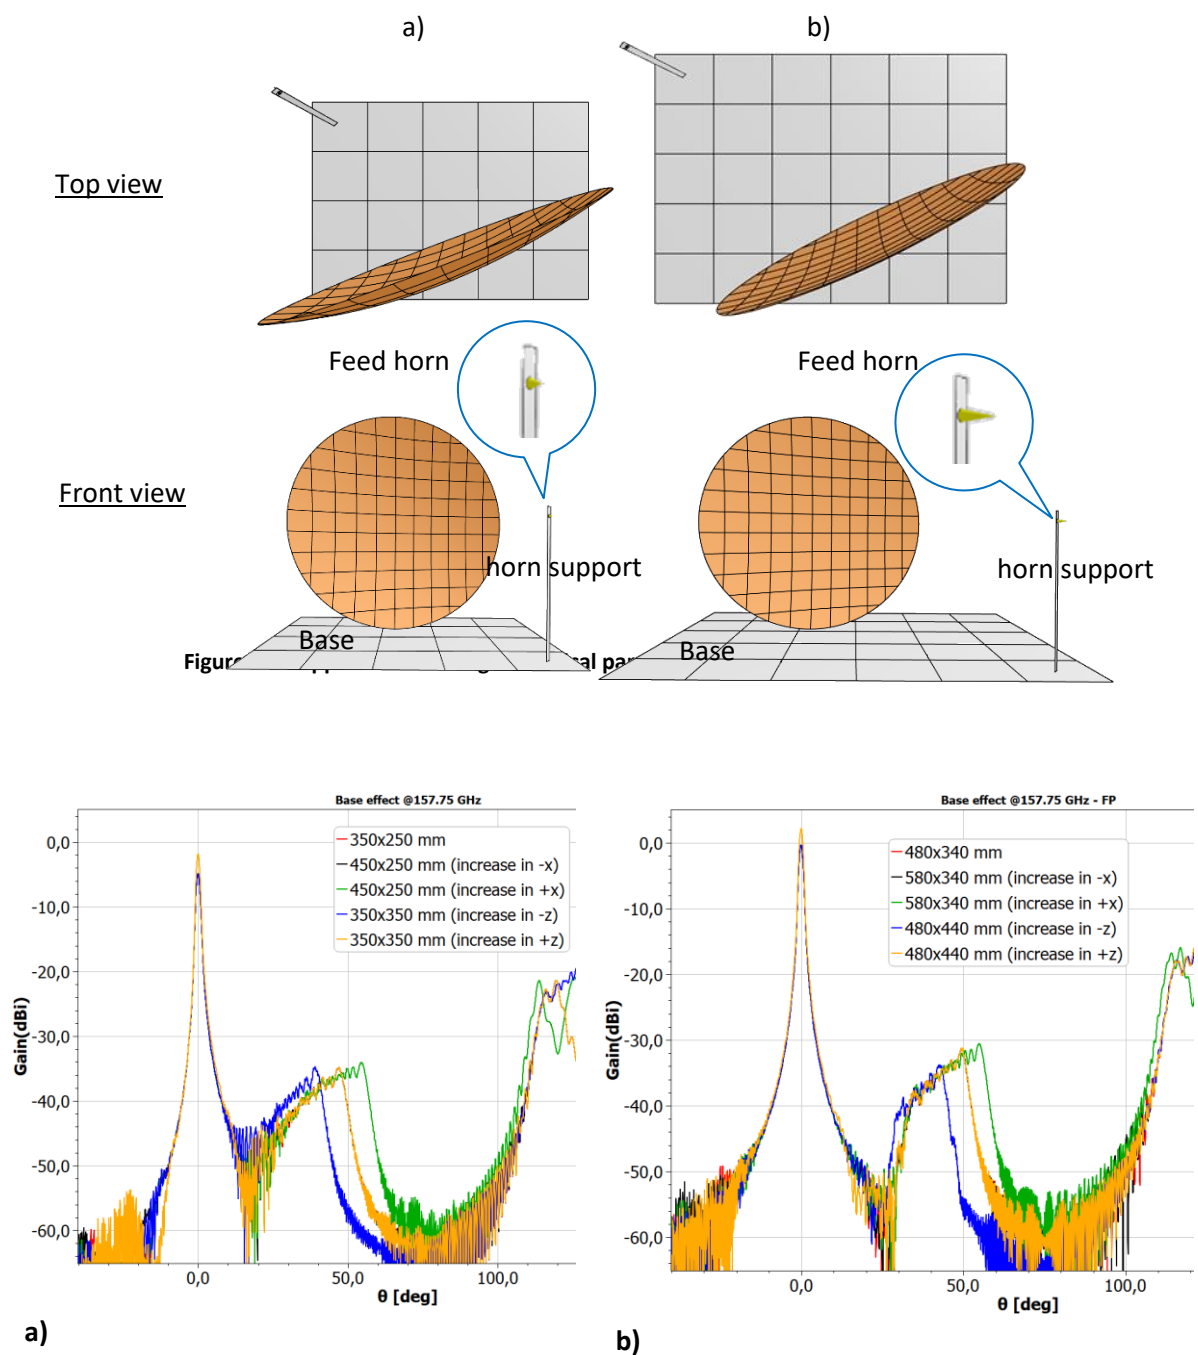 a)
b)
Top view
Feed horn
Feed horn
Front view
horn support
horn support
Base
Base
Figur
Base effect @157.75 GHz
0,0
-10,0
-20,0
-30,0
-40,0
-50,0
-60,0
Gain(dBi)
350x250 mm
450x250 mm (increase in -x)
450x250 mm (increase in +x)
350x350 mm (increase in -z)
350x350 mm (increase in +z)
0,0
50,0
100,0
θ [deg]
a)
Base effect @157.75 GHz - FP
0,0
-10,0
-20,0
-30,0
-40,0
-50,0
-60,0
Gain(dBi)
480x340 mm
580x340 mm (increase in -x)
580x340 mm (increase in +x)
480x440 mm (increase in -z)
480x440 mm (increase in +z)
0,0
50,0
100,0
θ [deg]
b)